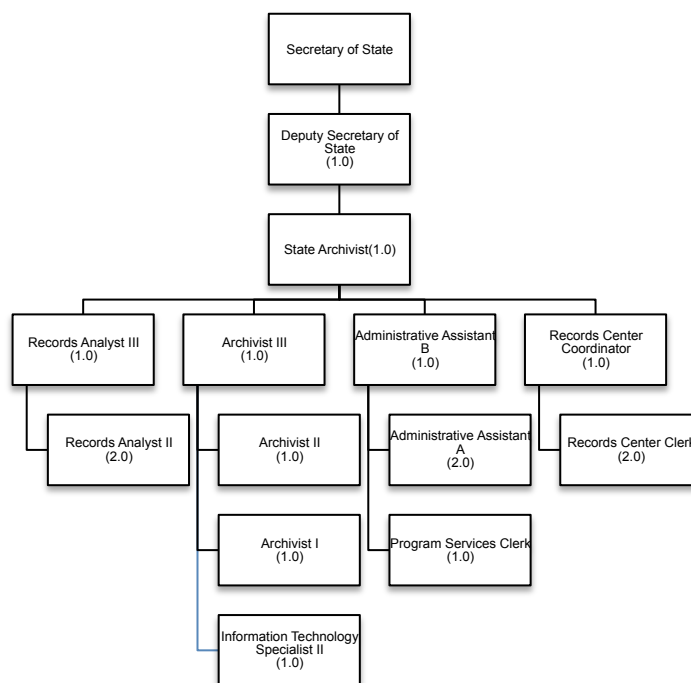 Secretary of State
Deputy Secretary of
State
(1.0)
State Archivist(1.0)
Records Analyst III
(1.0)
Archivist III
(1.0)
Administrative Assistant
B
(1.0)
Records Center
Coordinator
(1.0)
Records Analyst II
(2.0)
Archivist II
(1.0)
Administrative Assistant
A
(2.0)
Records Center Clerk
(2.0)
Archivist I
(1.0)
Program Services Clerk
(1.0)
Information Technology
Specialist II
(1.0)